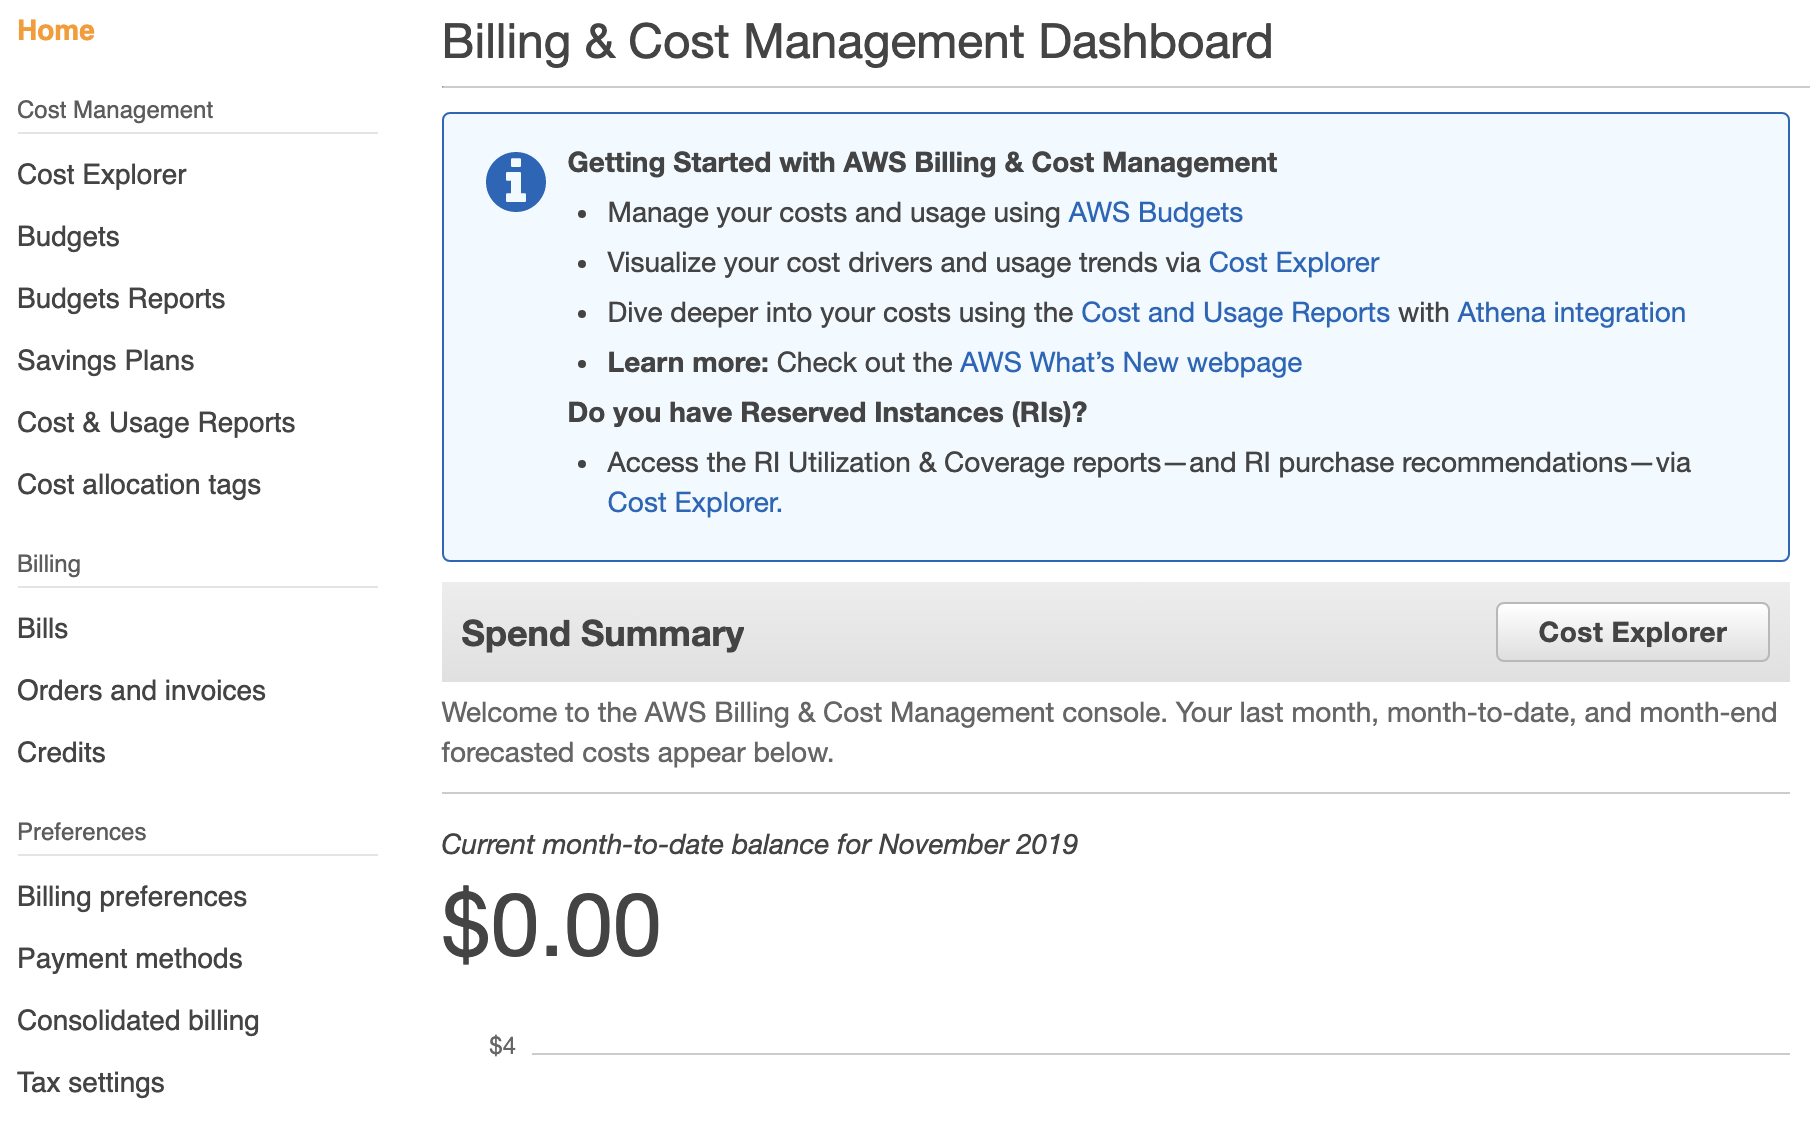 Home
Cost Management
Cost Explorer
Budgets
Budgets Reports
Savings Plans
Cost & Usage Reports
Cost allocation tags
Billing
Bills
Orders and invoices
Credits
Preferences
Billing preferences
Payment methods
Consolidated billing
Tax settings
Billing & Cost Management Dashboard
Getting Started with AWS Billing & Cost Management
• Manage your costs and usage using AWS Budgets
• Visualize your cost drivers and usage trends via Cost Explorer
• Dive deeper into your costs using the Cost and Usage Reports with Athena integration
• Learn more: Check out the AWS What’s New webpage
Do you have Reserved Instances (RIs)?
• Access the RI Utilization & Coverage reports—and RI purchase recommendations—via
Cost Explorer.
Spend Summary
Cost Explorer
Welcome to the AWS Billing & Cost Management console. Your last month, month-to-date, and month-end
forecasted costs appear below.
Current month-to-date balance for November 2019
$0.00
$4